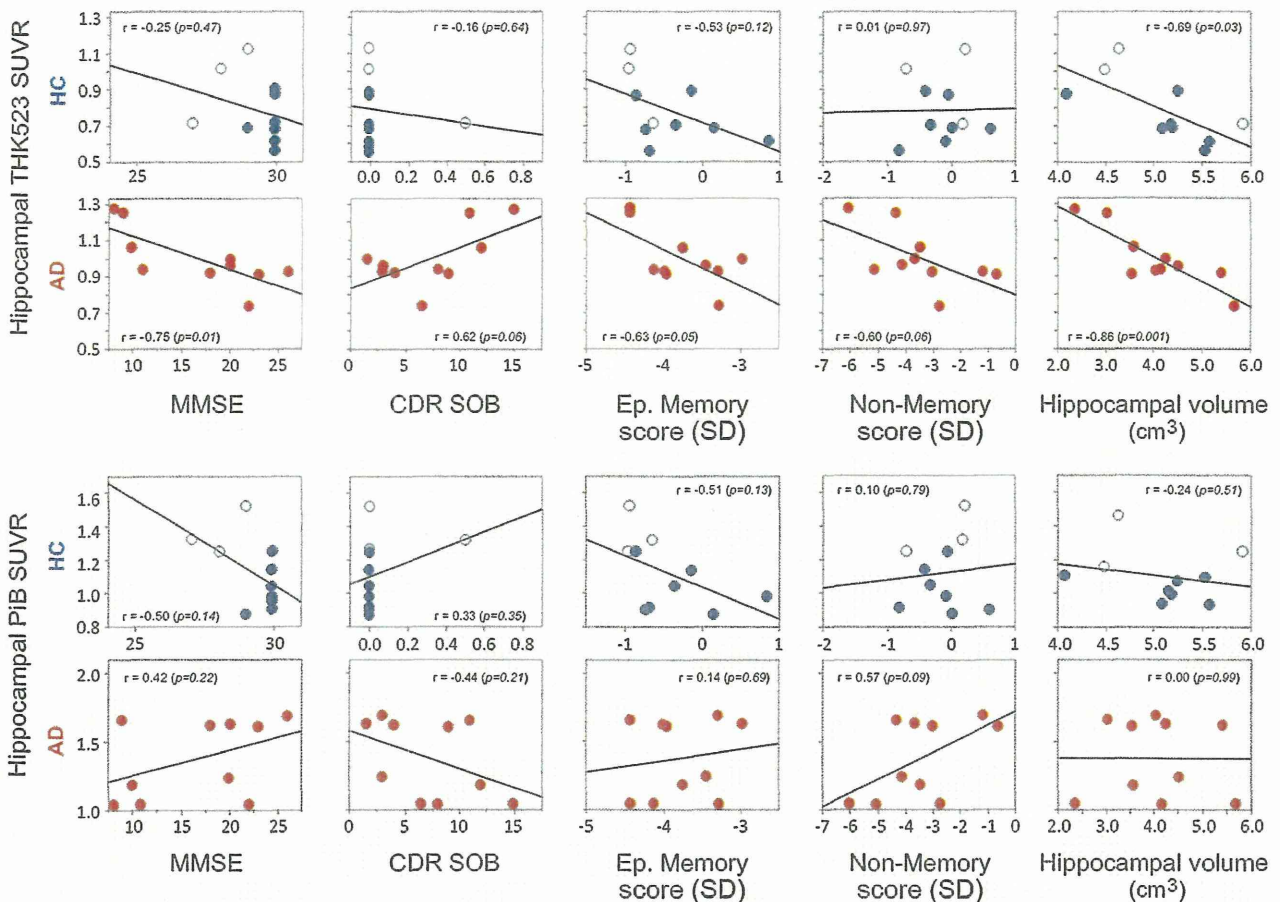 Hippocampal THK523 SUVR
HC
1.3
1.1
0.9
0.7
0.5
r = -0.25 (p=0.47)
25
30
r = -0.16 (p=0.64)
0.0
0.2
0.4
0.6
0.8
r = -0.53 (p=0.12)
-1
0
1
r = 0.01 (p=0.97)
-2
-1
0
1
r = -0.69 (p=0.03)
4.0
4.5
5.0
5.5
6.0
AD
1.3
1.1
0.9
0.7
0.5
r = -0.75 (p=0.01)
10
15
20
25
r = 0.62 (p=0.06)
0
5
10
15
r = -0.63 (p=0.05)
-5
-4
-3
r = -0.60 (p=0.06)
-7
-6
-5
-4
-3
-2
-1
0
r = -0.86 (p=0.001)
2.0
3.0
4.0
5.0
6.0
MMSE
CDR SOB
Ep. Memory
score (SD)
Non-Memory
score (SD)
Hippocampal volume
(cm³)
Hippocampal PiB SUVR
HC
1.6
1.4
1.2
1.0
0.8
r = -0.50 (p=0.14)
25
30
r = 0.33 (p=0.35)
0.0
0.2
0.4
0.6
0.8
r = -0.51 (p=0.13)
-1
0
1
r = 0.10 (p=0.79)
-2
-1
0
1
r = -0.24 (p=0.51)
4.0
4.5
5.0
5.5
6.0
AD
2.0
1.5
1.0
r = 0.42 (p=0.22)
10
15
20
25
r = -0.44 (p=0.21)
0
5
10
15
r = 0.14 (p=0.69)
-5
-4
-3
r = 0.57 (p=0.09)
-7
-6
-5
-4
-3
-2
-1
0
r = 0.00 (p=0.99)
2.0
3.0
4.0
5.0
6.0
MMSE
CDR SOB
Ep. Memory
score (SD)
Non-Memory
score (SD)
Hippocampal volume
(cm³)